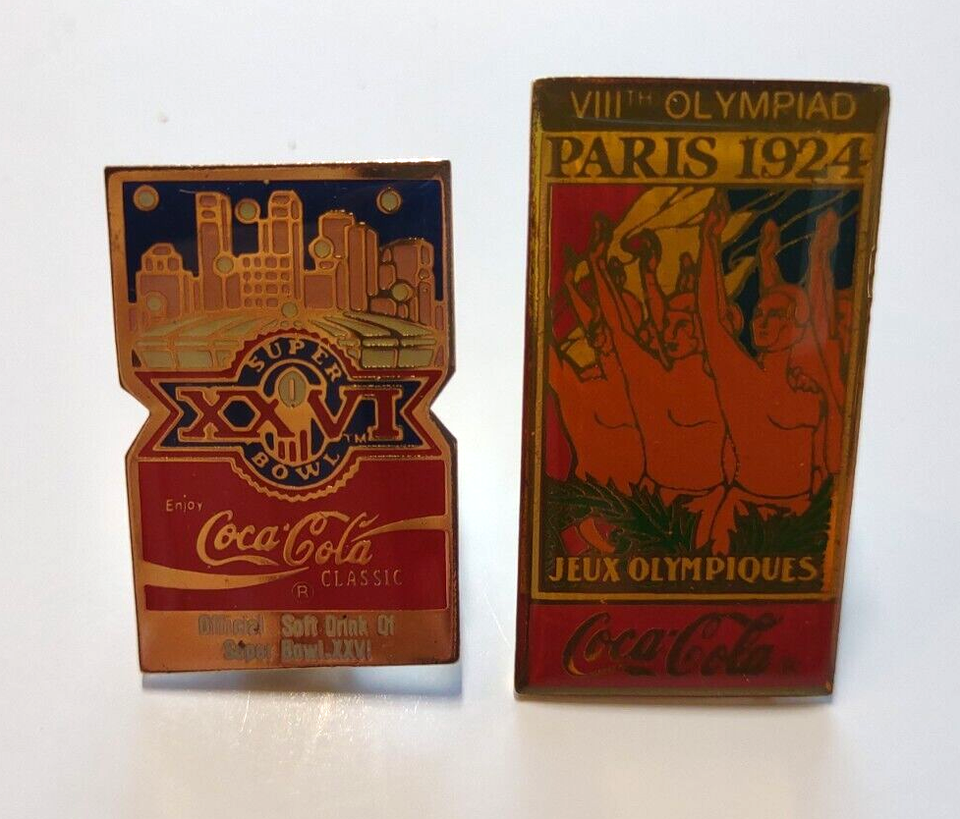 SUPER
XXVI
BOWL™
Enjoy
Coca-Cola
CLASSIC
®
Official Soft Drink Of
Super Bowl XXVI
VIIITH OLYMPIAD
PARIS 1924
JEUX OLYMPIQUES
Coca-Cola